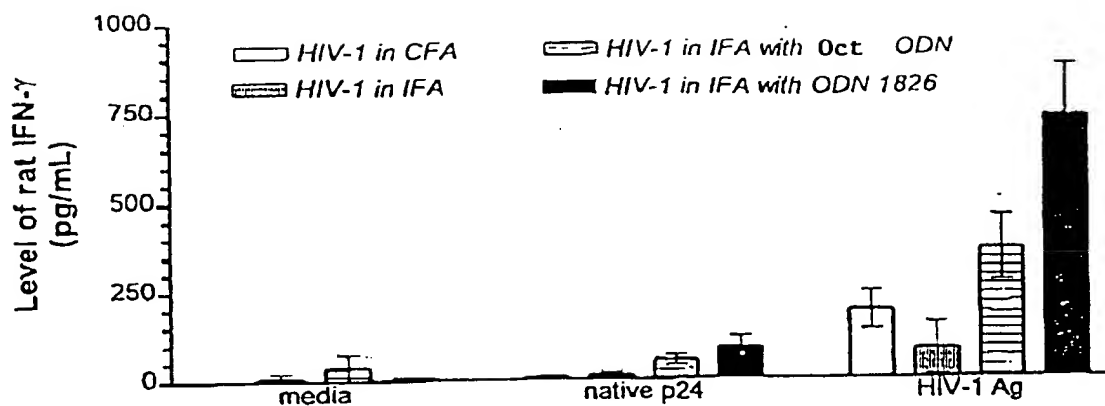 1000
750
500
250
0
Level of rat IFN-γ
(pg/mL)
HIV-1 in CFA
HIV-1 in IFA
HIV-1 in IFA with Oct ODN
HIV-1 in IFA with ODN 1826
media
native p24
HIV-1 Ag